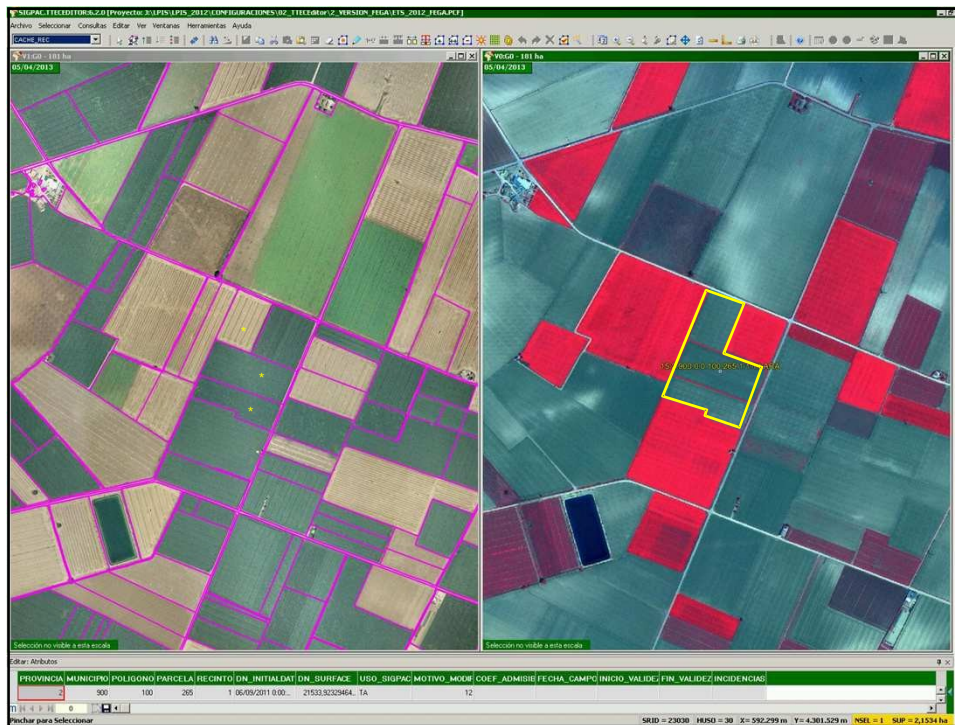 SIGPAC.TTECEDITOR:6.2.0 [Proyecto: J:\LPIS\LPIS_2012\CONFIGURACIONES\02_TTECEditor\2_VERSION_FEGA\ETS_2012_FEGA.PCF]
Archivo Seleccionar Consultas Editar Ver Ventanas Herramientas Ayuda
CACHE_REC
V1:G0 - 181 ha
V0:G0 - 181 ha
05/04/2013
05/04/2013
Selección no visible a esta escala
Selección no visible a esta escala
Editar: Atributos
PROVINCIA MUNICIPIO POLIGONO PARCELA RECINTO DN_INITIALDAT DN_SURFACE USO_SIGPAC MOTIVO_MODIF COEF_ADMISIB FECHA_CAMPO INICIO_VALIDEZ FIN_VALIDEZ INCIDENCIAS
2 900 100 265 1 06/09/2011 0:00... 21533,92329464... TA 12
0
Pinchar para Seleccionar
SRID = 23030 HUSO = 30 X= 592.299 m Y= 4.301.529 m NSEL = 1 SUP = 2,1534 ha